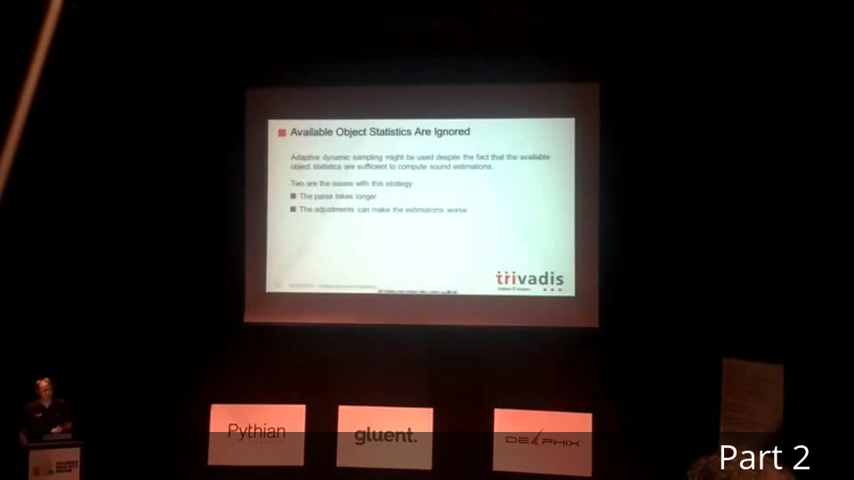 Available Object Statistics Are Ignored
Adaptive dynamic sampling might be used despite the fact that the available
object statistics are sufficient to compute sound estimations.
Two are the issues with this strategy
The parse takes longer
The adjustments can make the estimations worse
trivadis
Pythian
gluent.
DELPHIX
Part 2